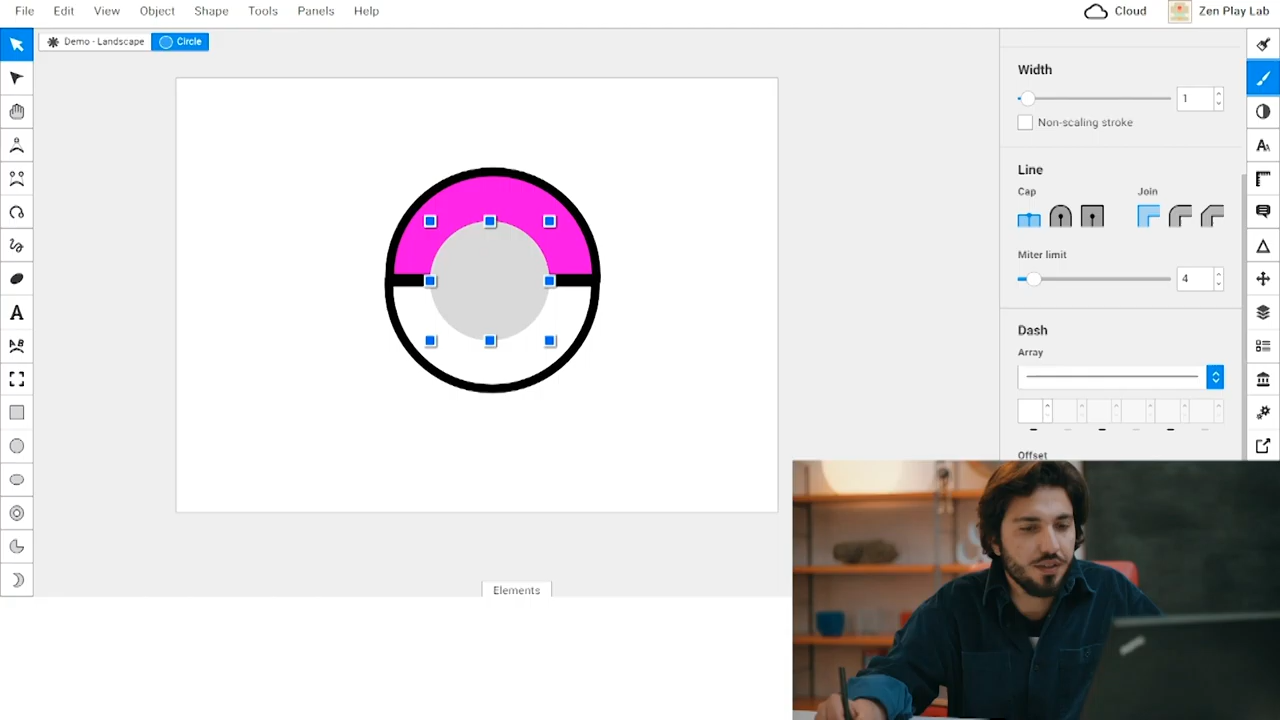 File Edit View Object Shape Tools Panels Help Cloud Zen Play Lab
Demo - Landscape Circle
Width
1
Non-scaling stroke
Line
Cap Join
Miter limit
4
Dash
Array
Offset
Elements
A
A
AB